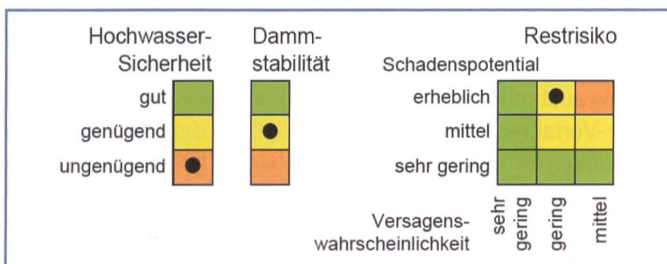 Hochwasser-
Sicherheit
Damm-
stabilität
Restrisiko
Schadenspotential
gut
genügend
ungenügend
erheblich
mittel
sehr gering
Versagens-
wahrscheinlichkeit
sehr
gering
gering
mittel